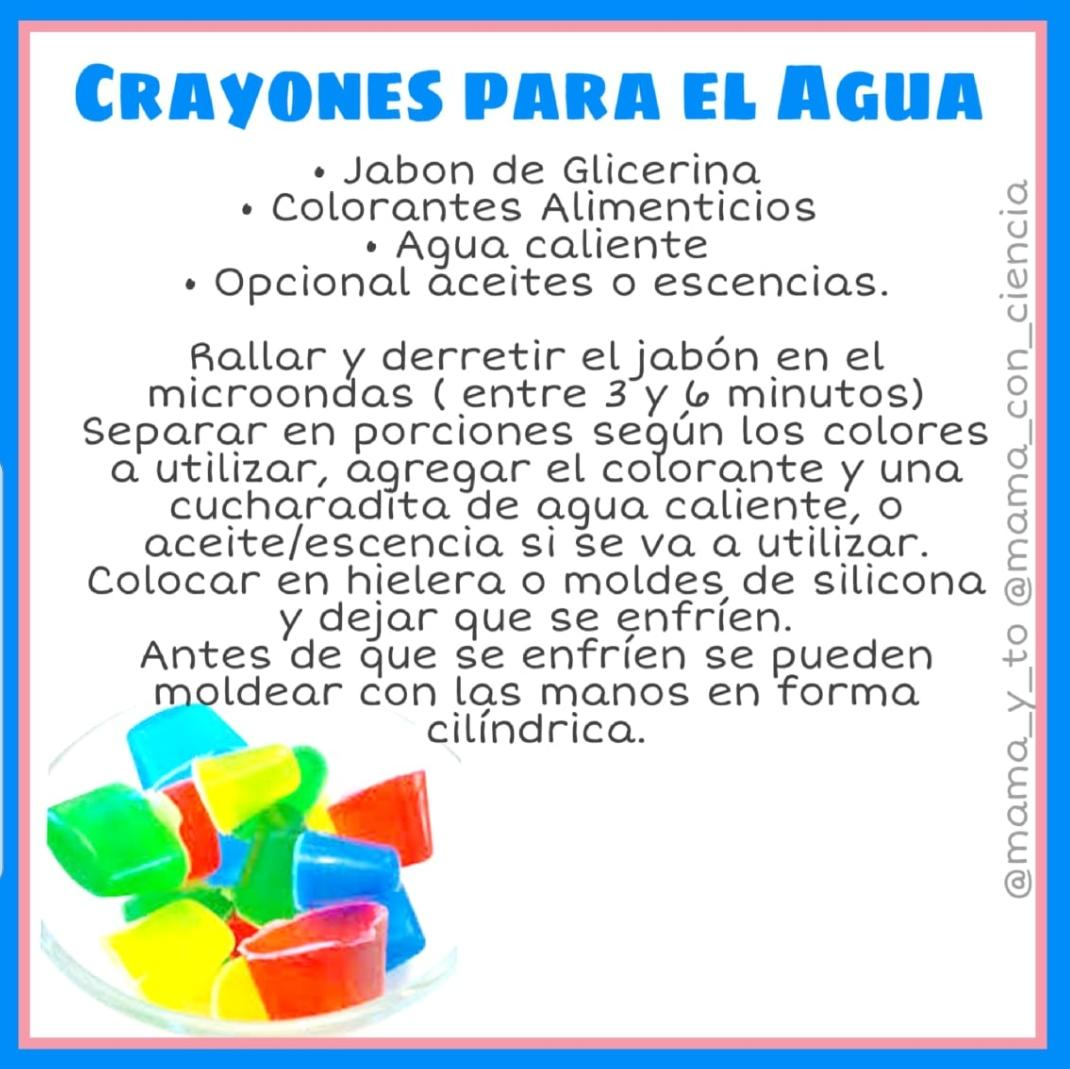 Crayones para el Agua
• Jabon de Glicerina
• Colorantes Alimenticios
• Agua caliente
• Opcional aceites o escencias.
Rallar y derretir el jabón en el
microondas ( entre 3 y 6 minutos)
Separar en porciones según los colores
a utilizar, agregar el colorante y una
cucharadita de agua caliente, o
aceite/escencia si se va a utilizar.
Colocar en hielera o moldes de silicona
y dejar que se enfríen.
Antes de que se enfríen se pueden
moldear con las manos en forma
cilíndrica.
@mama_y_to @mama_con_ciencia